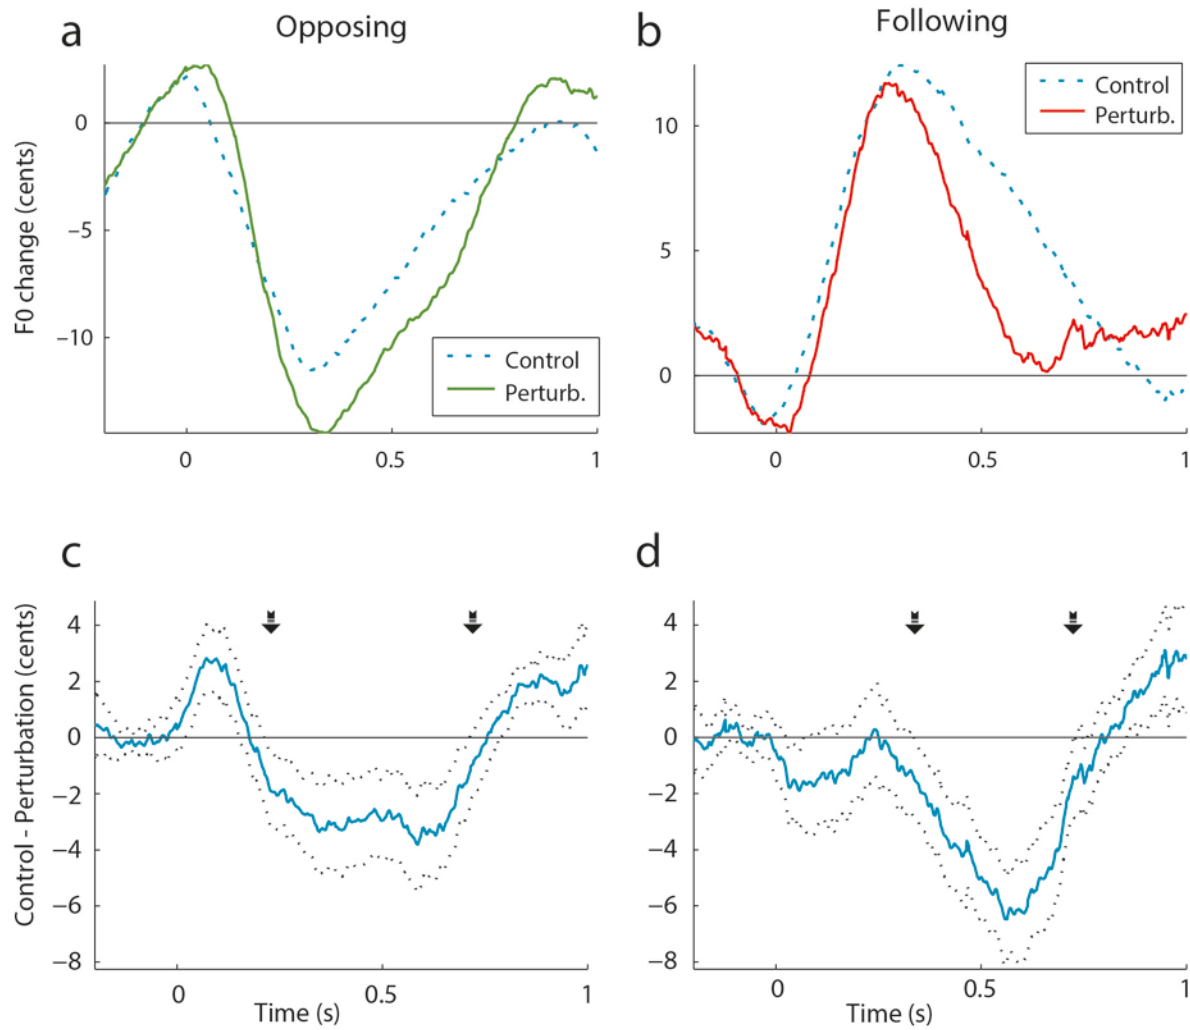 a
Opposing
F0 change (cents)
0
−5
−10
Control
Perturb.
0
0.5
1
b
Following
10
5
0
Control
Perturb.
0
0.5
1
c
Control - Perturbation (cents)
4
2
0
−2
−4
−6
−8
0
0.5
1
Time (s)
d
4
2
0
−2
−4
−6
−8
0
0.5
1
Time (s)